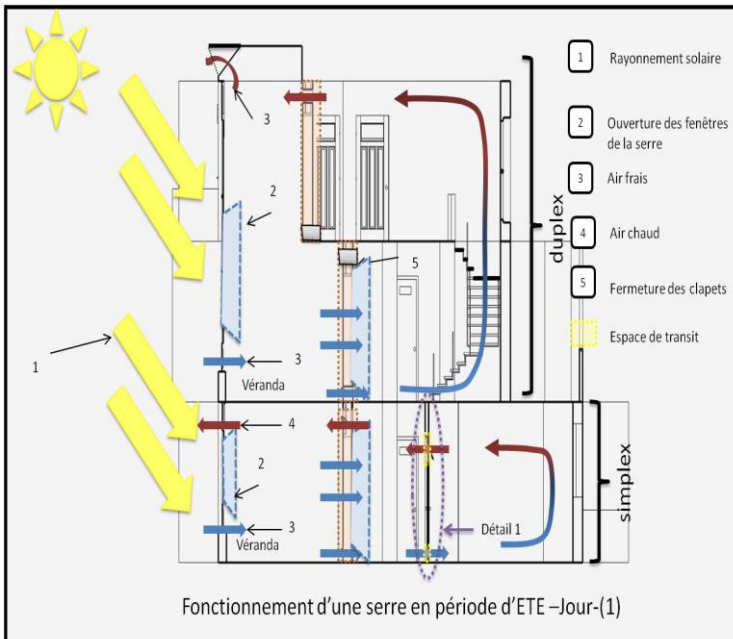 1 Rayonnement solaire
2 Ouverture des fenêtres
de la serre
3 Air frais
4 Air chaud
5 Fermeture des clapets
Espace de transit
duplex
simplex
3
2
5
1
3
Véranda
4
2
3
Véranda
Détail 1
Fonctionnement d'une serre en période d'ETE –Jour-(1)